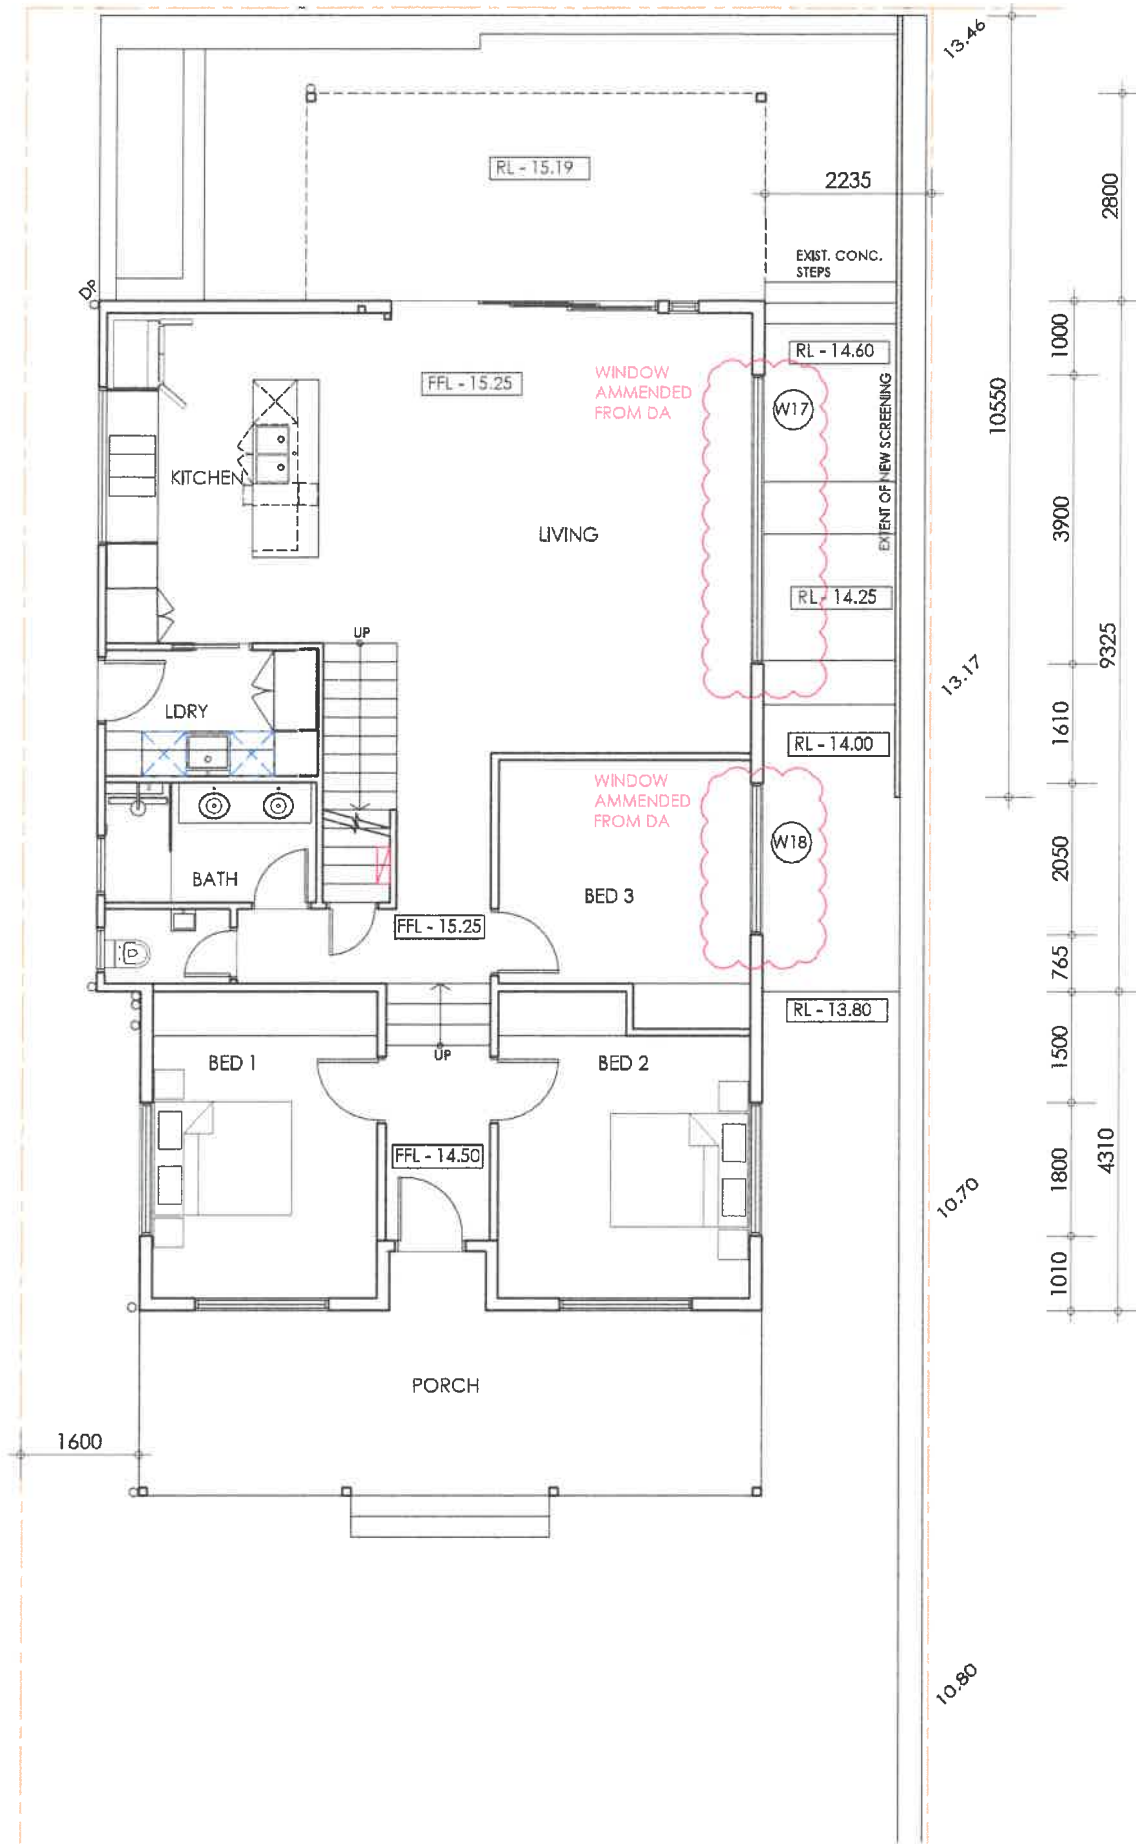 13.46
RL - 15.19
2235
2800
EXIST. CONC.
STEPS
DP
1000
RL - 14.60
WINDOW
AMMENDED
FROM DA
FFL - 15.25
W17
10550
EXTENT OF NEW SCREENING
KITCHEN
LIVING
3900
RL - 14.25
UP
9325
13.17
LDRY
1610
RL - 14.00
WINDOW
AMMENDED
FROM DA
W18
2050
BATH
BED 3
FFL - 15.25
765
RL - 13.80
UP
BED 1
BED 2
1500
FFL - 14.50
1800
4310
10.70
1010
PORCH
1600
10.80